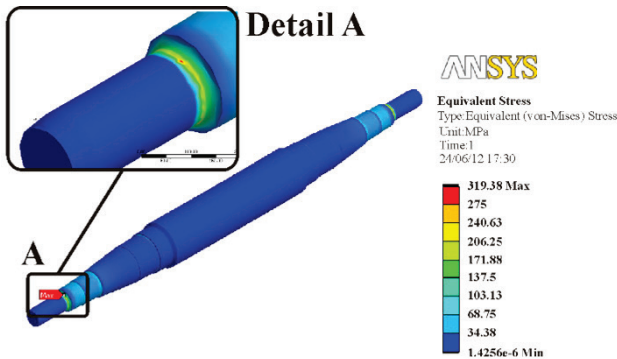 Detail A
ANSYS
Equivalent Stress
Type:Equivalent (von-Mises) Stress
Unit:MPa
Time:1
24/06/12 17:30
319.38 Max
275
240.63
206.25
171.88
137.5
103.13
68.75
34.38
1.4256e-6 Min
A
Max